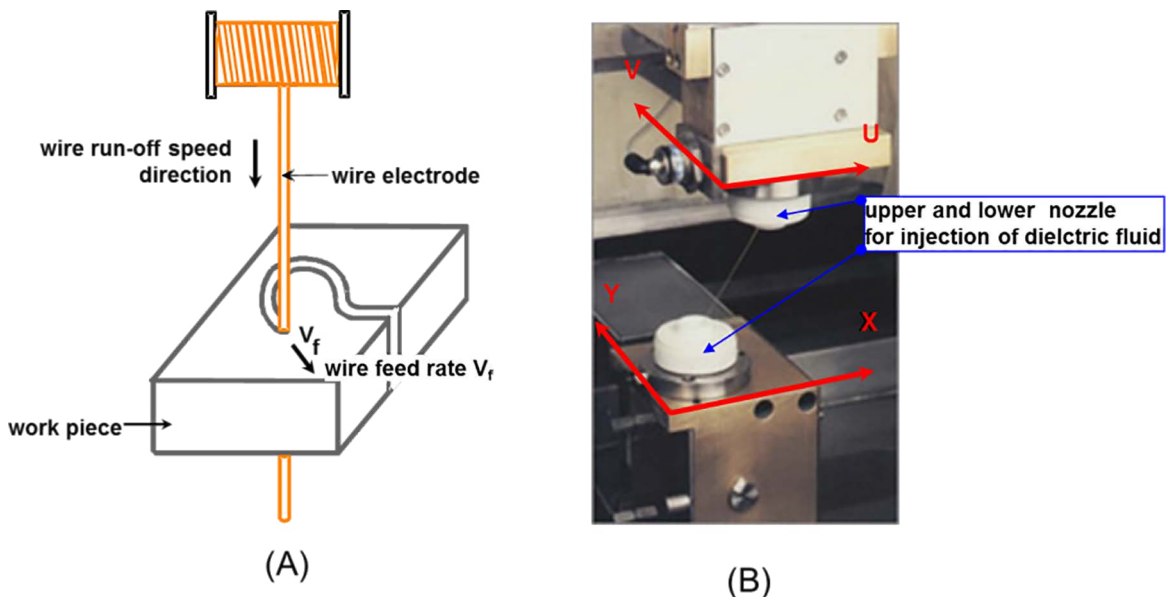 wire run-off speed
direction
wire electrode
V
f
wire feed rate V f
work piece
(A)
V
U
upper and lower nozzle
for injection of dielctric fluid
Y
X
(B)